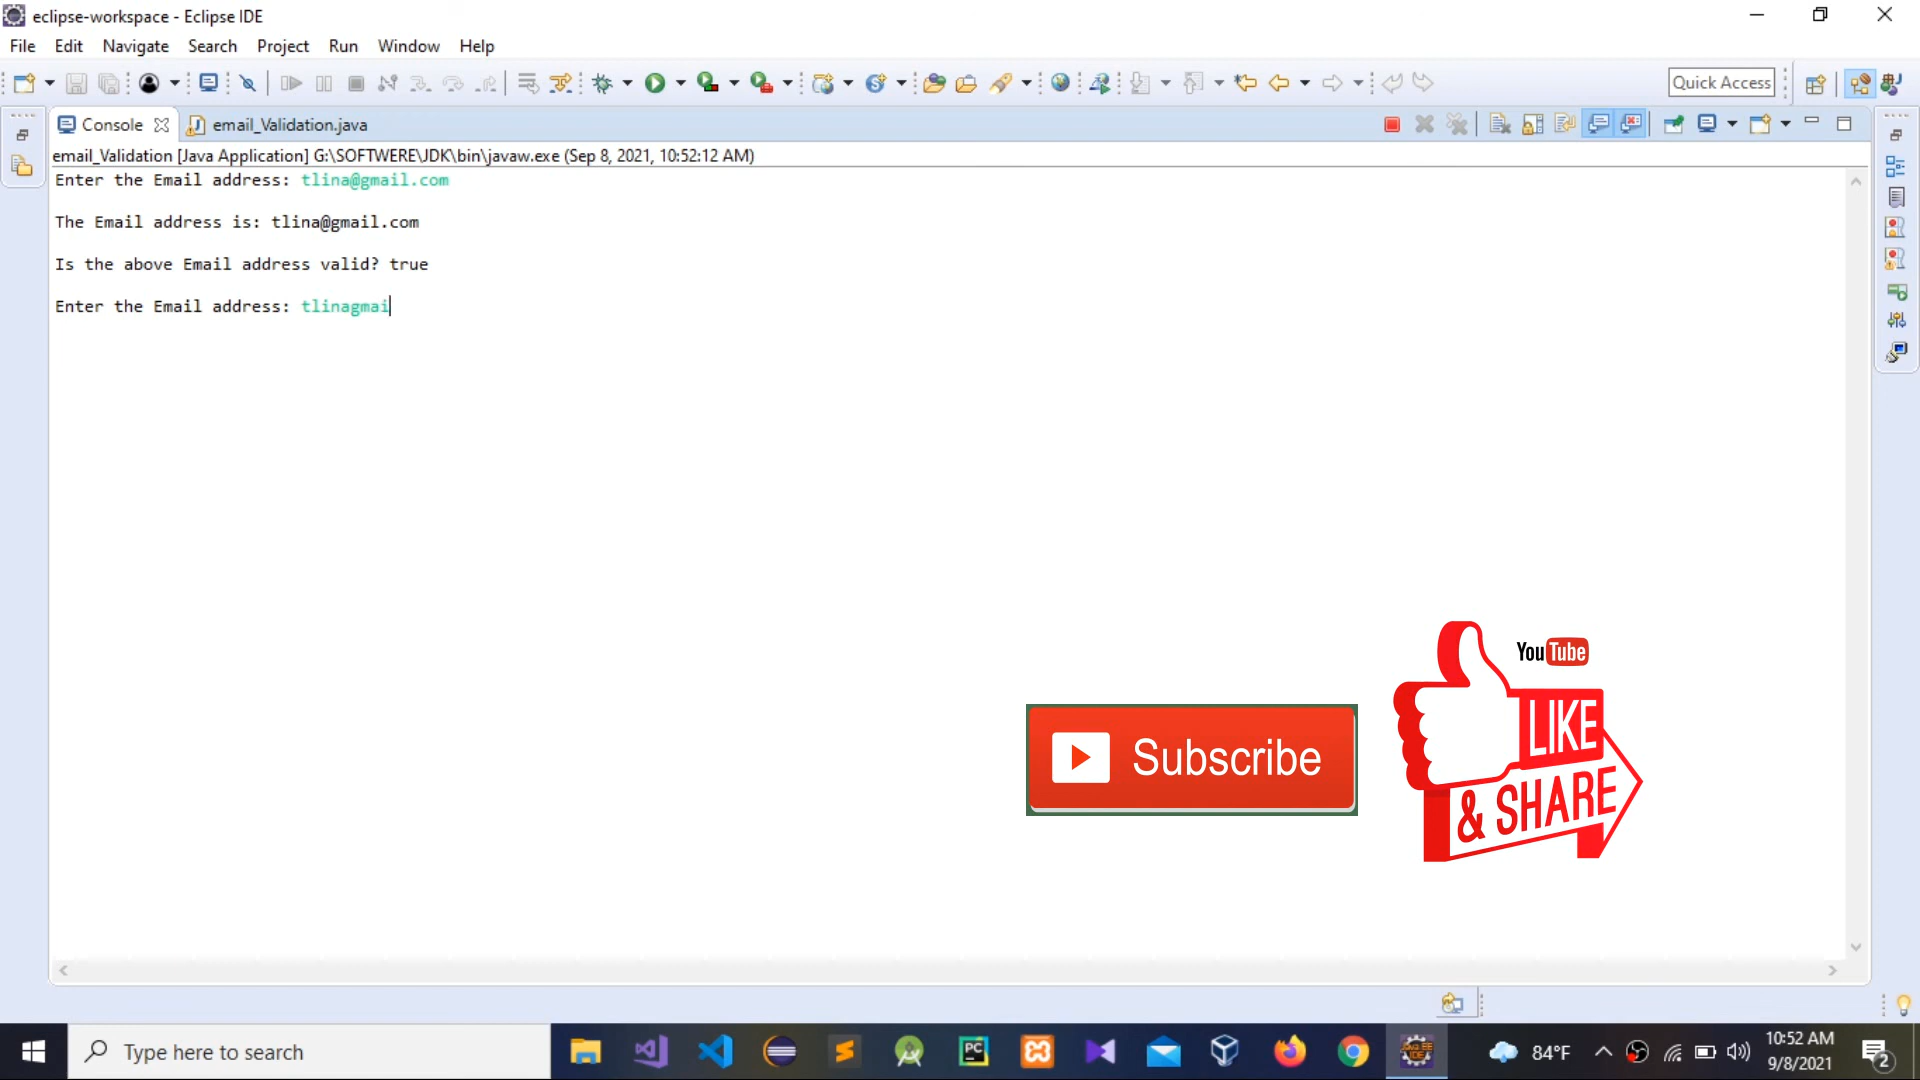 eclipse-workspace - Eclipse IDE
File Edit Navigate Search Project Run Window Help
Quick Access
Console email_Validation.java
email_Validation [Java Application] G:\SOFTWERE\JDK\bin\javaw.exe (Sep 8, 2021, 10:52:12 AM)
Enter the Email address: tlina@gmail.com
The Email address is: tlina@gmail.com
Is the above Email address valid? true
Enter the Email address: tlinagmai
YouTube
LIKE
& SHARE
Subscribe
Type here to search
PC
84°F
10:52 AM
9/8/2021
2